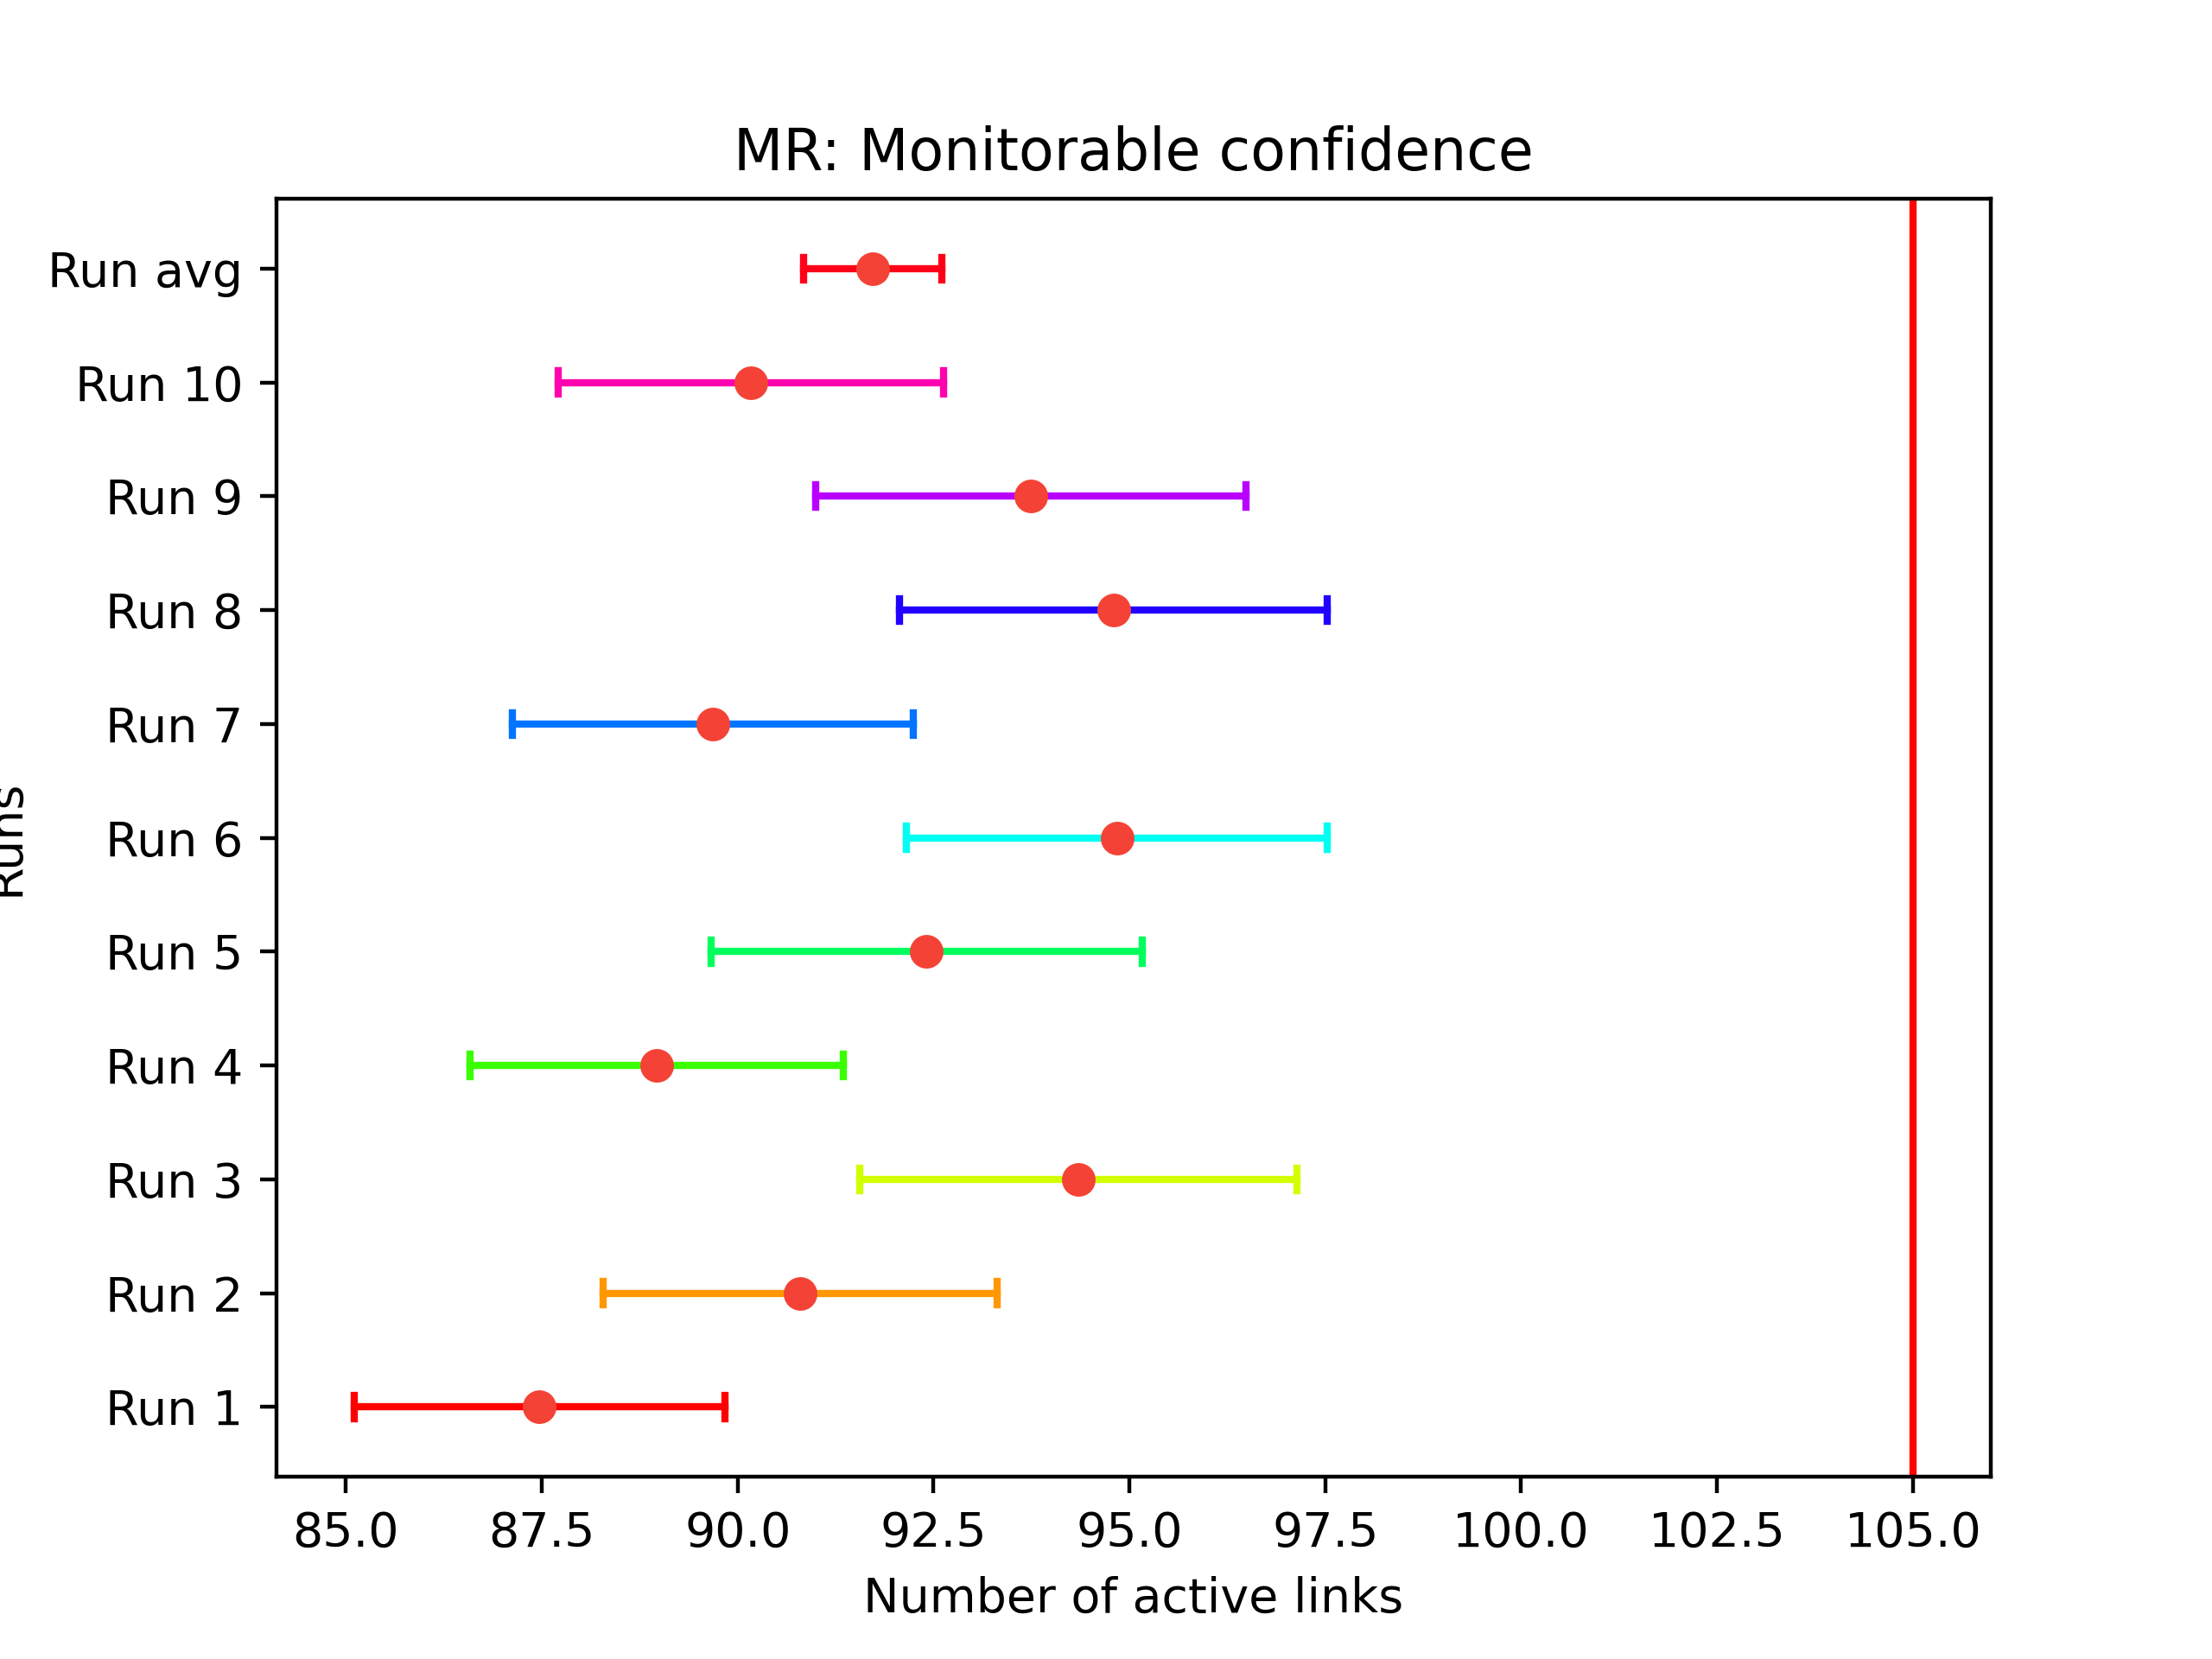 MR: Monitorable confidence
Run avg
Run 10
Run 9
Run 8
Run 7
Run 6
Run 5
Run 4
Run 3
Run 2
Run 1
Runs
85.0 87.5 90.0 92.5 95.0 97.5 100.0 102.5 105.0
Number of active links